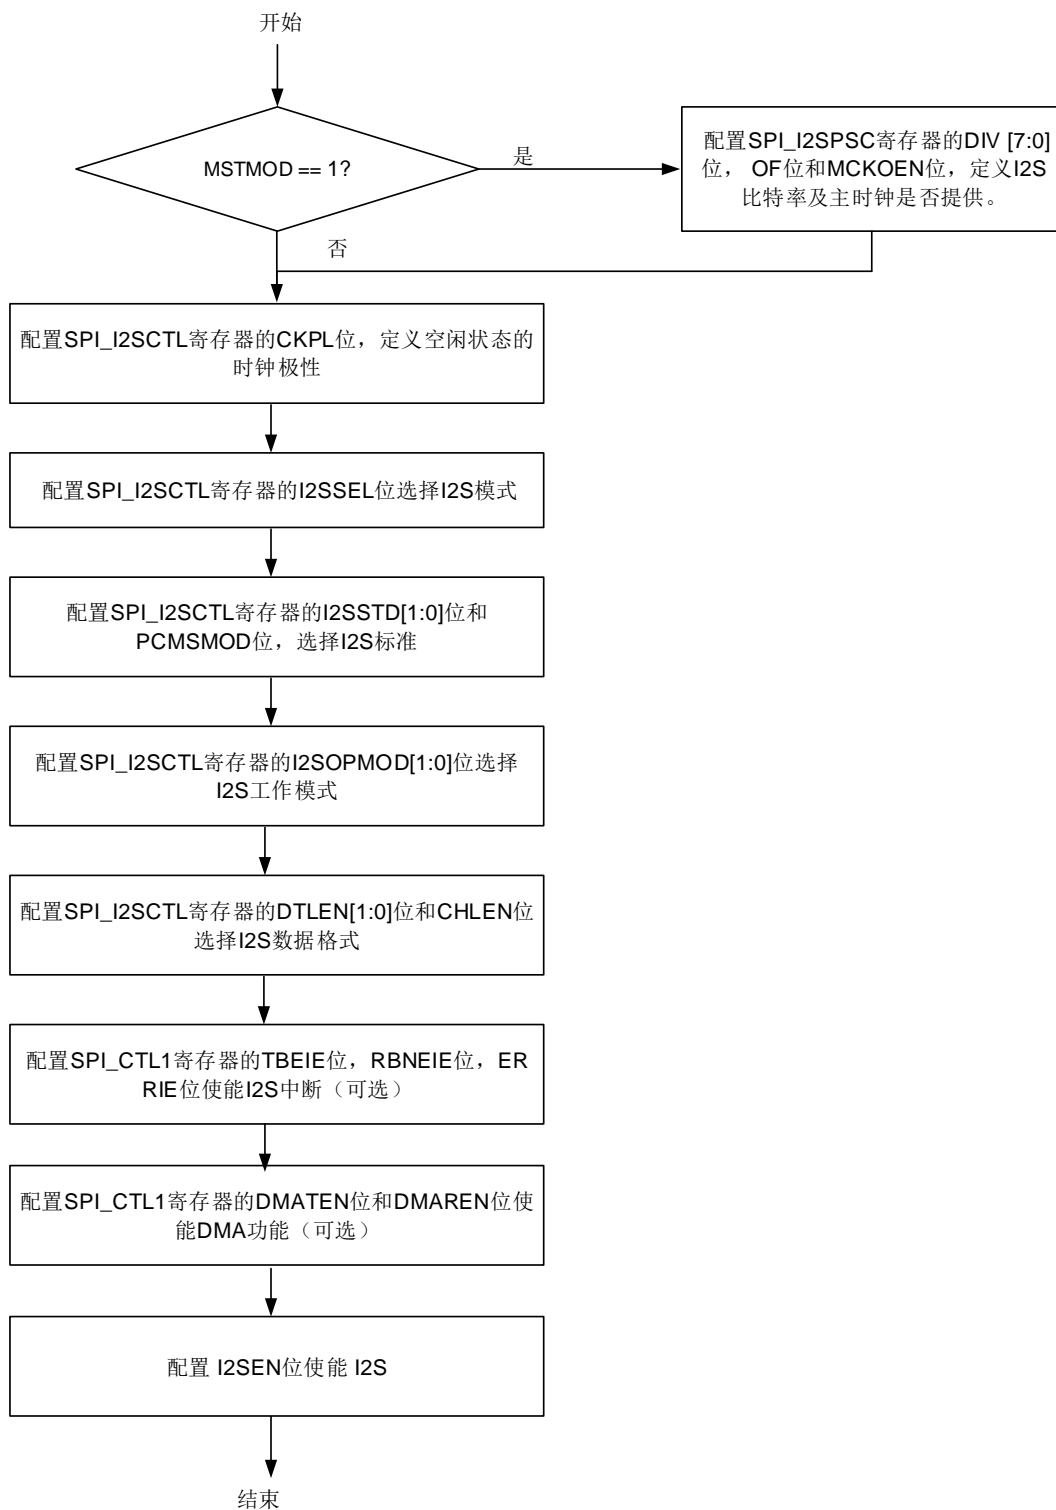 开始
MSTMOD == 1?
是
配置SPI_I2SPSC寄存器的DIV [7:0]
位， OF位和MCKOEN位，定义I2S
比特率及主时钟是否提供。
否
配置SPI_I2SCTL寄存器的CKPL位，定义空闲状态的
时钟极性
配置SPI_I2SCTL寄存器的I2SSEL位选择I2S模式
配置SPI_I2SCTL寄存器的I2SSTD[1:0]位和
PCMSMOD位，选择I2S标准
配置SPI_I2SCTL寄存器的I2SOPMOD[1:0]位选择
I2S工作模式
配置SPI_I2SCTL寄存器的DTLEN[1:0]位和CHLEN位
选择I2S数据格式
配置SPI_CTL1寄存器的TBEIE位，RBNEIE位，ER
RIE位使能I2S中断（可选）
配置SPI_CTL1寄存器的DMATEN位和DMAREN位使
能DMA功能（可选）
配置 I2SEN位使能 I2S
结束